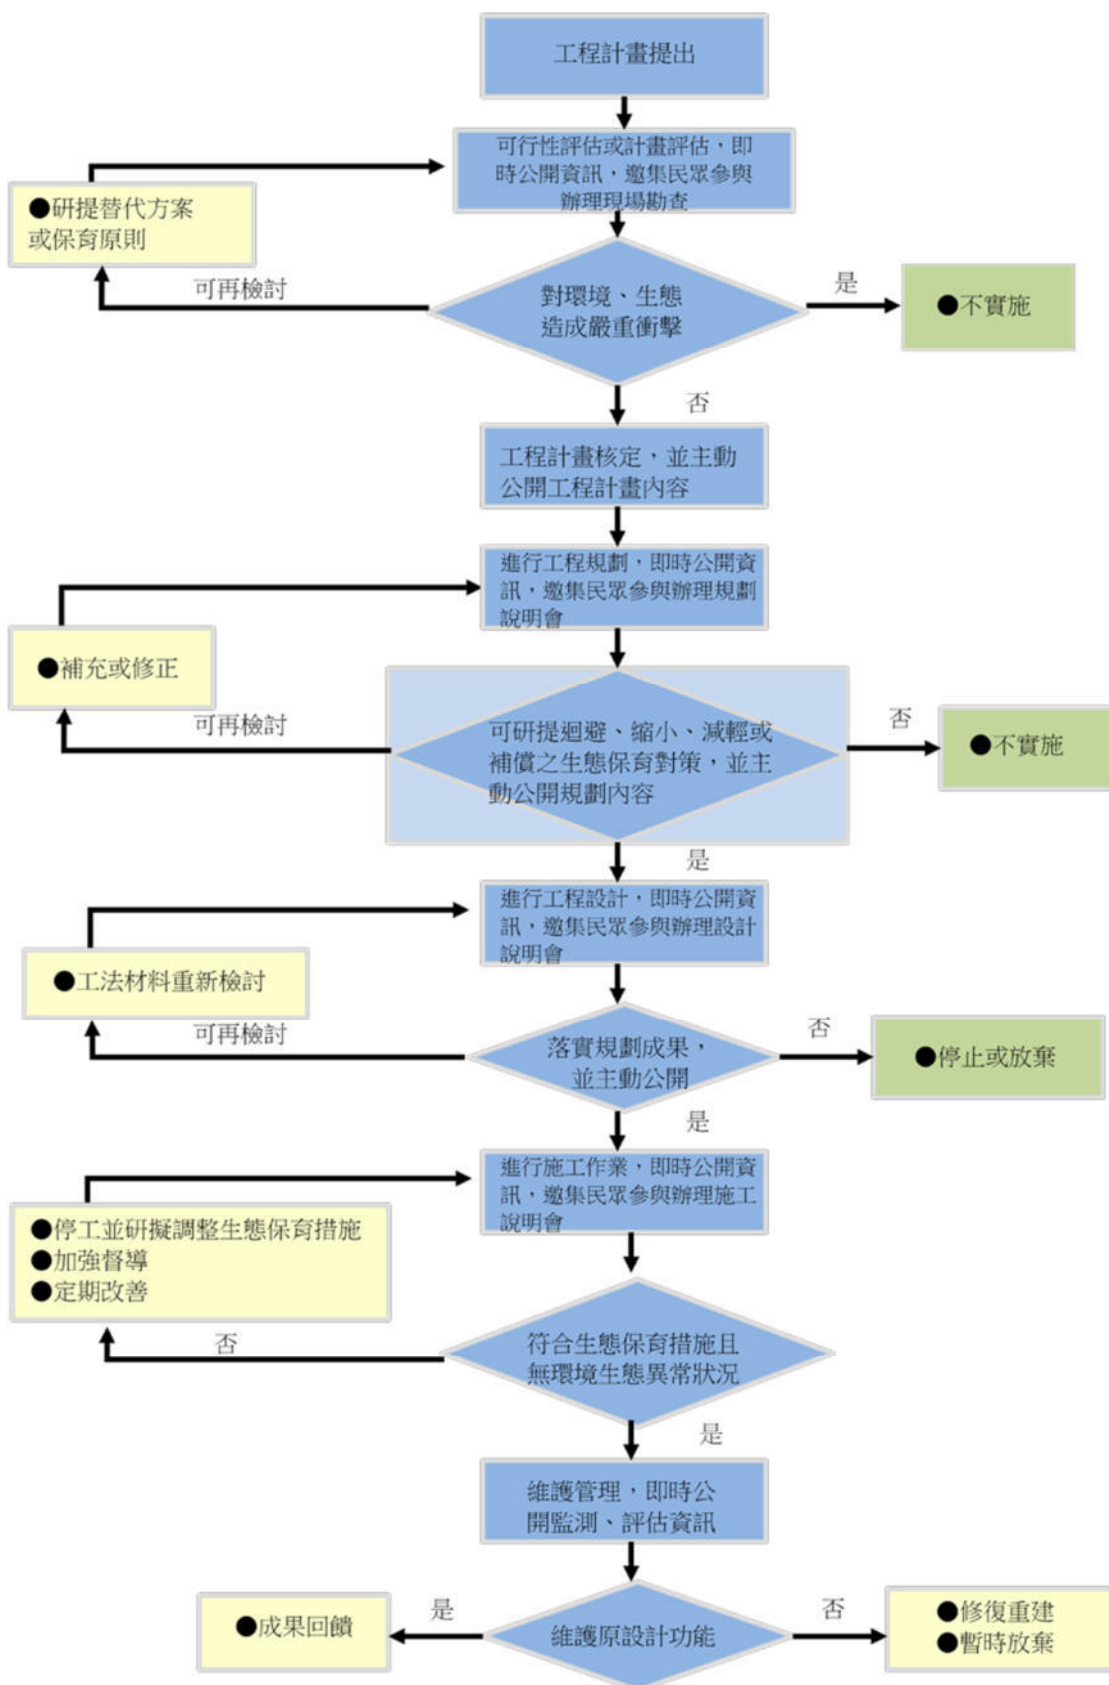 工程計畫提出
可行性評估或計畫評估，即
時公開資訊，邀集民眾參與
辦理現場勘查
●研提替代方案
或保育原則
可再檢討
對環境、生態
造成嚴重衝擊
是
●不實施
否
工程計畫核定，並主動
公開工程計畫內容
進行工程規劃，即時公開資
訊，邀集民眾參與辦理規劃
說明會
●補充或修正
可再檢討
可研提迴避、縮小、減輕或
補償之生態保育對策，並主
動公開規劃內容
否
●不實施
是
進行工程設計，即時公開資
訊，邀集民眾參與辦理設計
說明會
●工法材料重新檢討
可再檢討
落實規劃成果，
並主動公開
否
●停止或放棄
是
進行施工作業，即時公開資
訊，邀集民眾參與辦理施工
說明會
●停工並研擬調整生態保育措施
●加強督導
●定期改善
否
符合生態保育措施且
無環境生態異常狀況
是
維護管理，即時公
開監測、評估資訊
●成果回饋
是
維護原設計功能
否
●修復重建
●暫時放棄